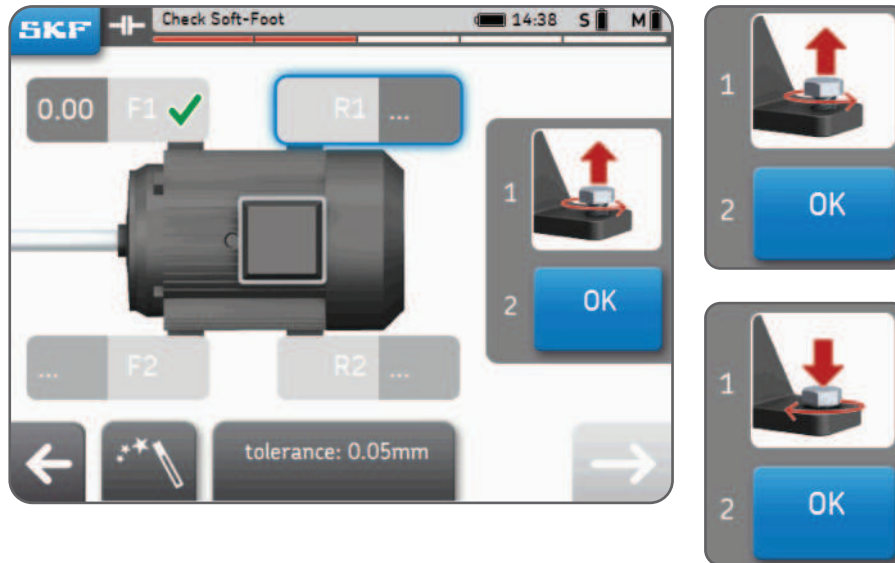 SKF Check Soft-Foot 14:38 S M
0.00 F1 R1 ...
1
2 OK
... F2 R2 ...
tolerance: 0.05mm
1
2 OK
1
2 OK